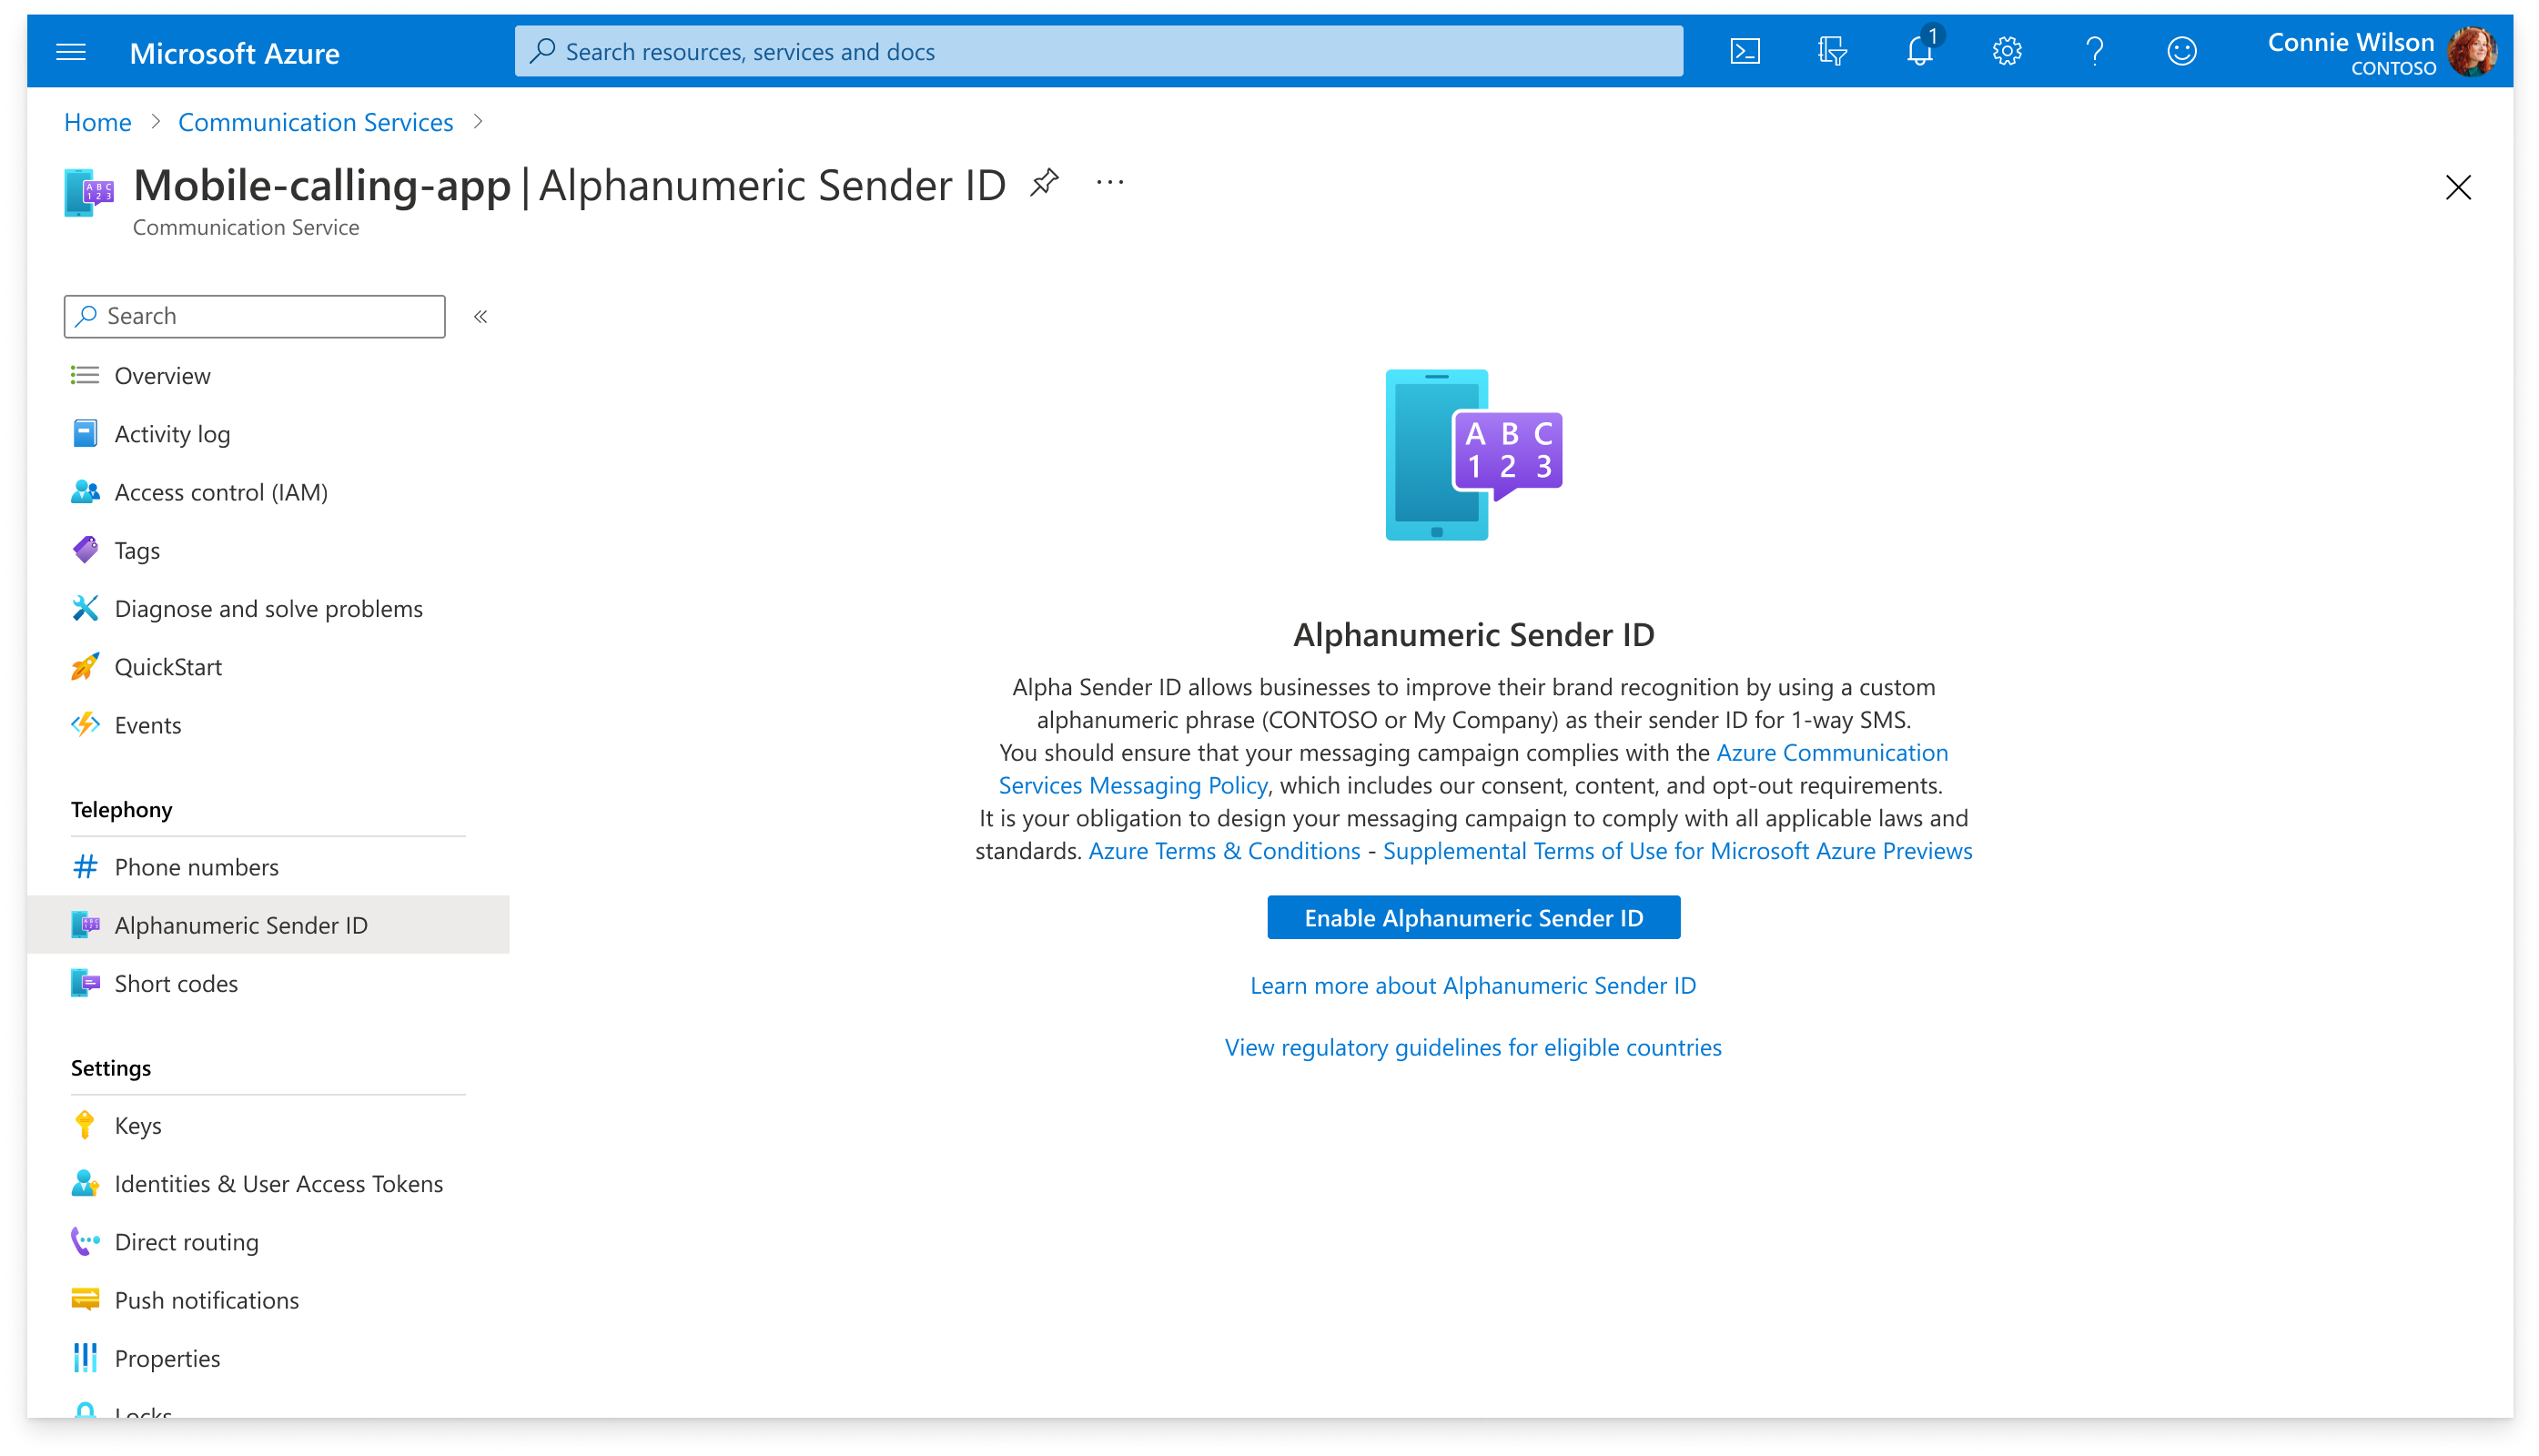 Microsoft Azure
Search resources, services and docs
1
Connie Wilson
CONTOSO
Home
Communication Services
Mobile-calling-app | Alphanumeric Sender ID
Communication Service
Search
Overview
Activity log
Access control (IAM)
Tags
Diagnose and solve problems
QuickStart
Events
Telephony
Phone numbers
Alphanumeric Sender ID
Short codes
Settings
Keys
Identities & User Access Tokens
Direct routing
Push notifications
Properties
Locks
A B C
1 2 3
Alphanumeric Sender ID
Alpha Sender ID allows businesses to improve their brand recognition by using a custom
alphanumeric phrase (CONTOSO or My Company) as their sender ID for 1-way SMS.
You should ensure that your messaging campaign complies with the Azure Communication
Services Messaging Policy, which includes our consent, content, and opt-out requirements.
It is your obligation to design your messaging campaign to comply with all applicable laws and
standards. Azure Terms & Conditions - Supplemental Terms of Use for Microsoft Azure Previews
Enable Alphanumeric Sender ID
Learn more about Alphanumeric Sender ID
View regulatory guidelines for eligible countries